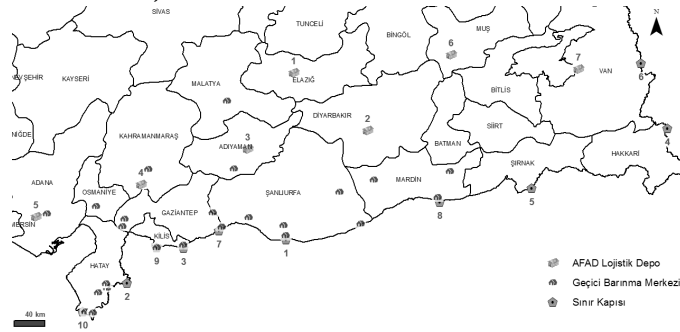 SİVAS
TUNCELİ
BİNGÖL
MUŞ
N
1
6
7
ELAZIĞ
VAN
KAYSERİ
MALATYA
BİTLİS
6
DİYARBAKIR
2
SİİRT
4
NİĞDE
KAHRAMANMARAŞ
3
ADIYAMAN
BATMAN
HAKKARİ
ŞIRNAK
ADANA
OSMANİYE
4
ŞANLIURFA
MARDİN
5
5
GAZİANTEP
8
MERSİN
KİLİS
7
1
9
3
HATAY
2
AFAD Lojistik Depo
Geçici Barınma Merkezi
Sınır Kapısı
40 km
10